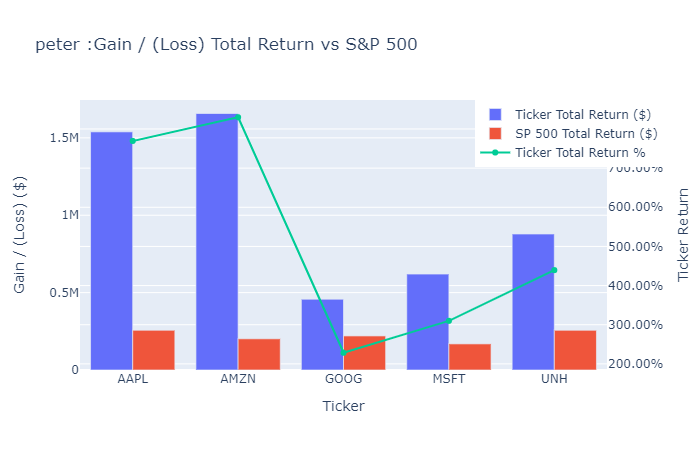 peter :Gain / (Loss) Total Return vs S&P 500
Ticker Total Return ($)
SP 500 Total Return ($)
Ticker Total Return %
Gain / (Loss) ($)
1.5M
1M
0.5M
0
700.00%
600.00%
500.00%
400.00%
300.00%
200.00%
Ticker Return
AAPL
AMZN
GOOG
MSFT
UNH
Ticker